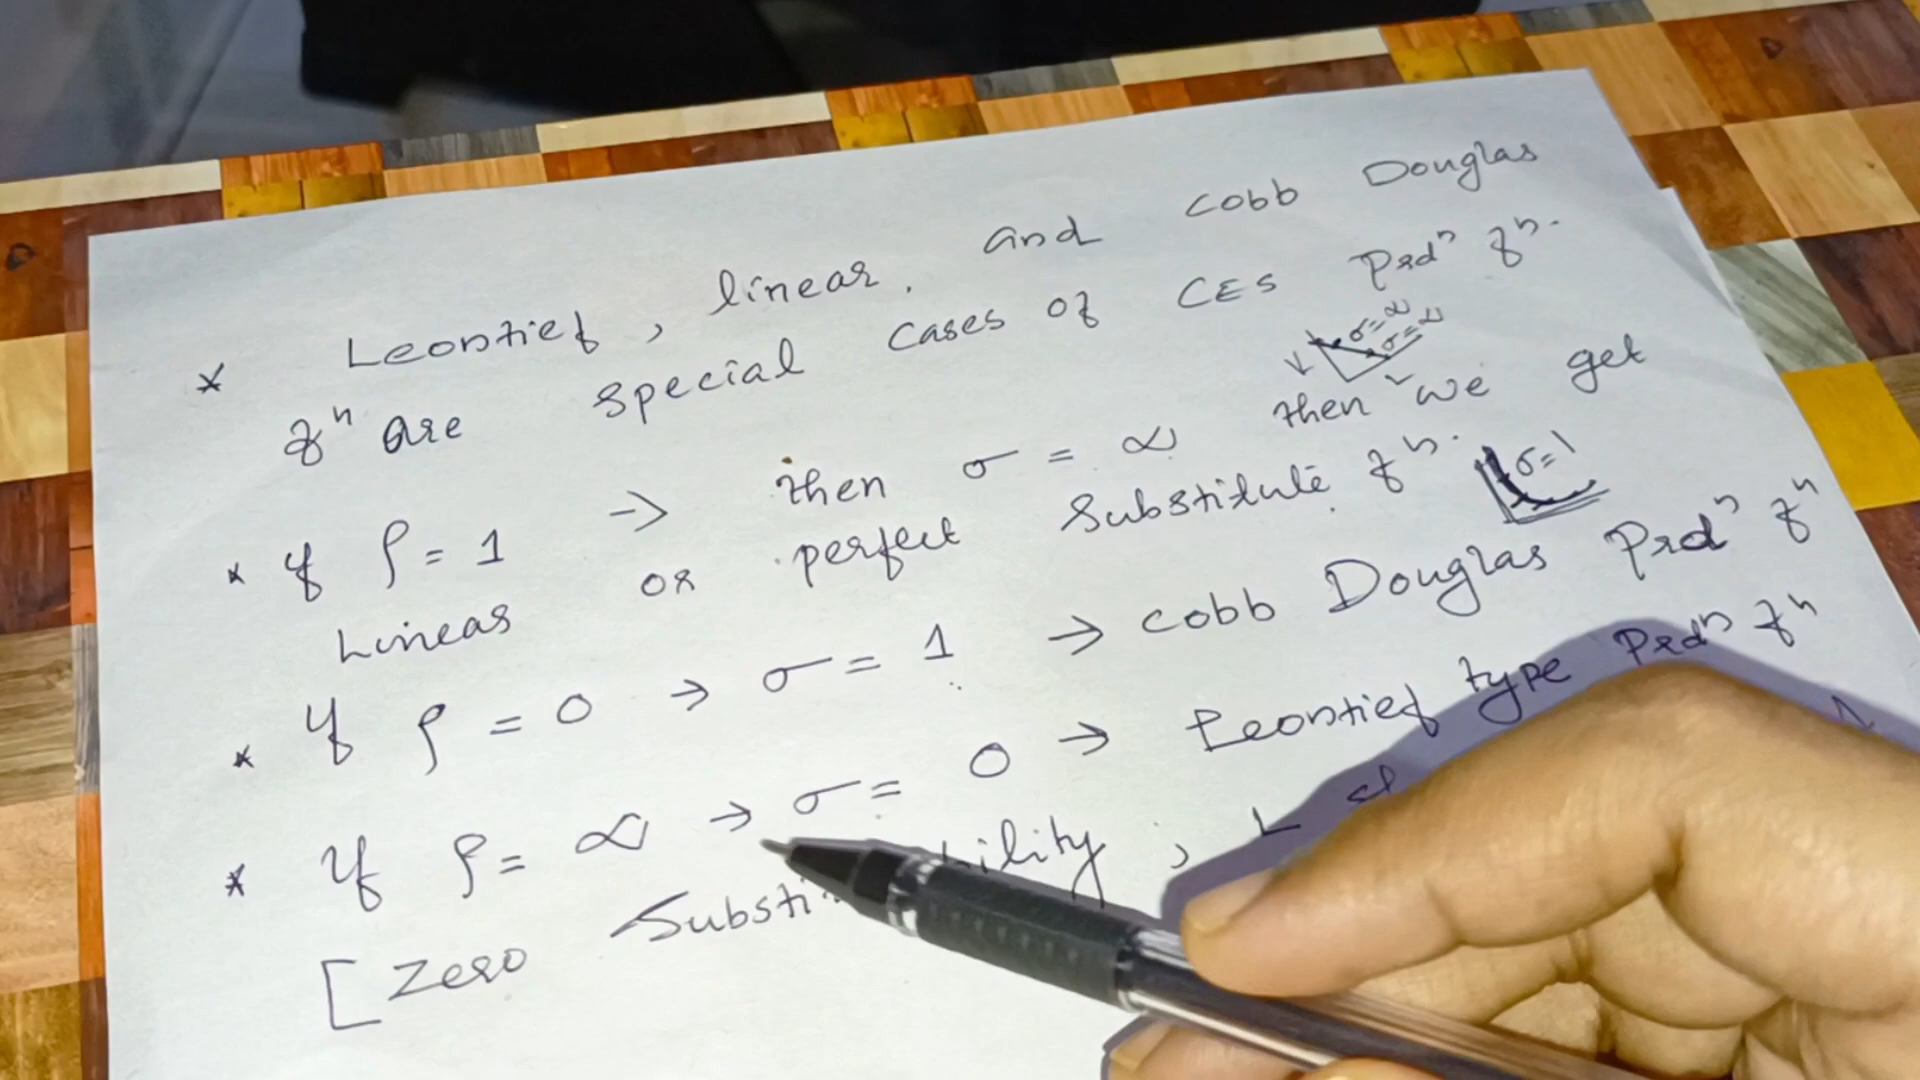 * Leontief, linear, and Cobb Douglas
fⁿ are special cases of CES Prdⁿ fⁿ.
σ=∝
σ=∝
* If ρ = 1 → then σ = ∝ then we get
Linear or perfect Substitute fⁿ.
σ=1
* If ρ = 0 → σ = 1 → Cobb Douglas Prdⁿ fⁿ
* If ρ = ∝ → σ = 0 → Leontief type Prdⁿ fⁿ
[Zero , L